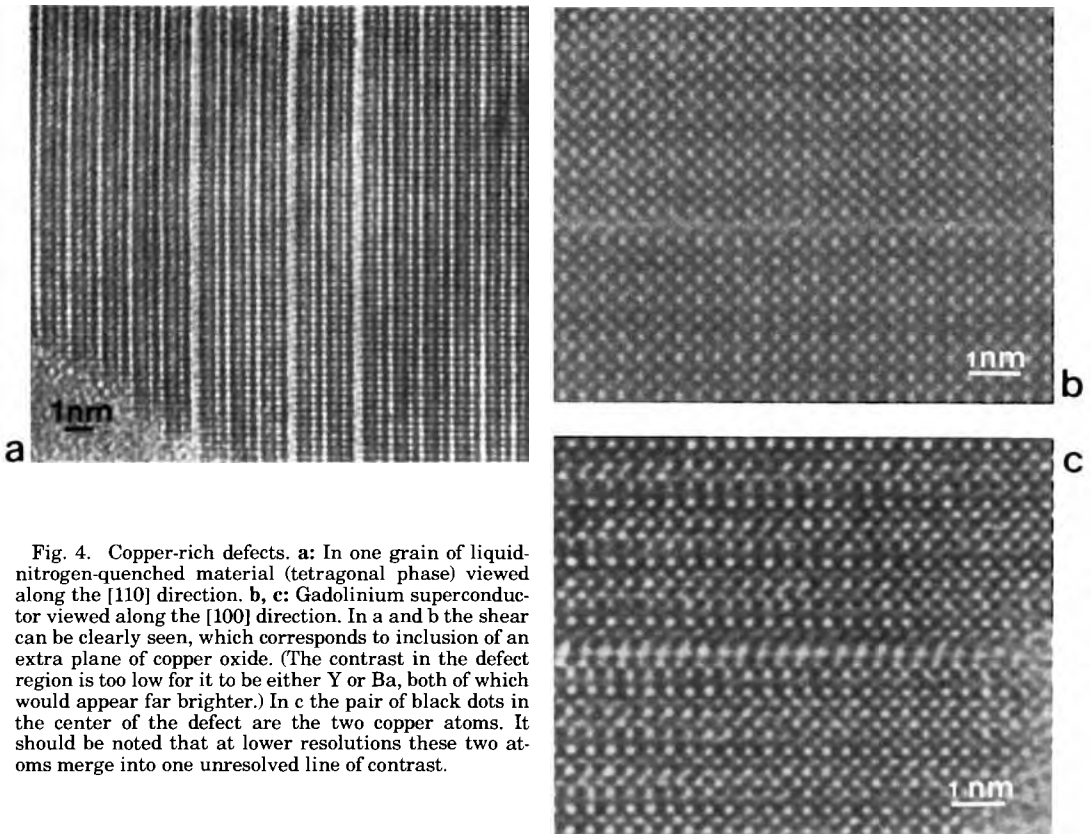 1nm
a
1nm
b
c
1 nm
Fig. 4. Copper-rich defects. a: In one grain of liquid-
nitrogen-quenched material (tetragonal phase) viewed
along the [110] direction. b, c: Gadolinium superconduc-
tor viewed along the [100] direction. In a and b the shear
can be clearly seen, which corresponds to inclusion of an
extra plane of copper oxide. (The contrast in the defect
region is too low for it to be either Y or Ba, both of which
would appear far brighter.) In c the pair of black dots in
the center of the defect are the two copper atoms. It
should be noted that at lower resolutions these two at-
oms merge into one unresolved line of contrast.